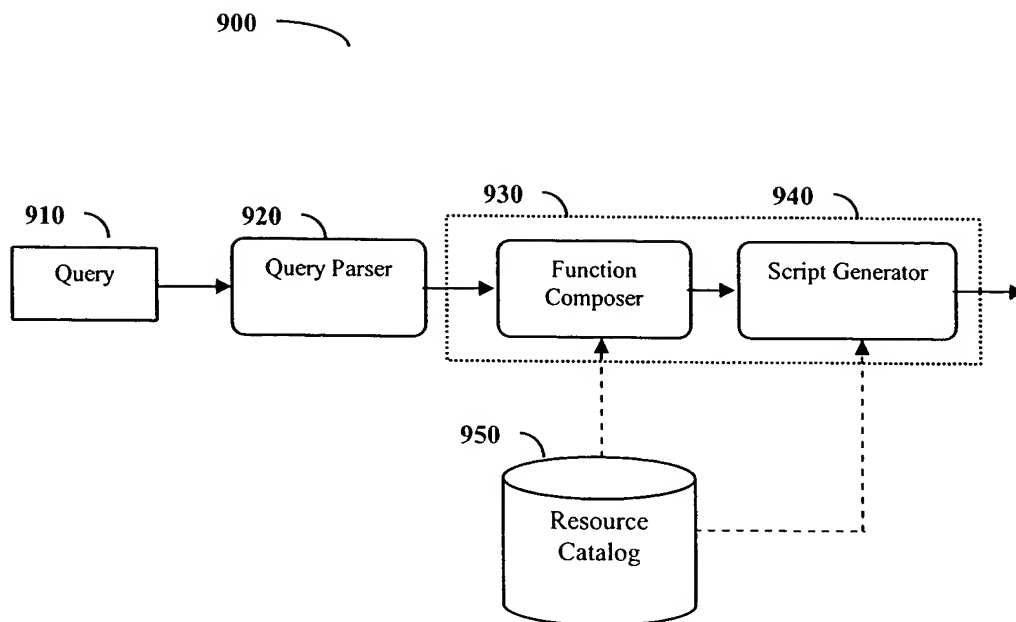 900
910
920
930
940
Query
Query Parser
Function
Composer
Script Generator
950
Resource
Catalog